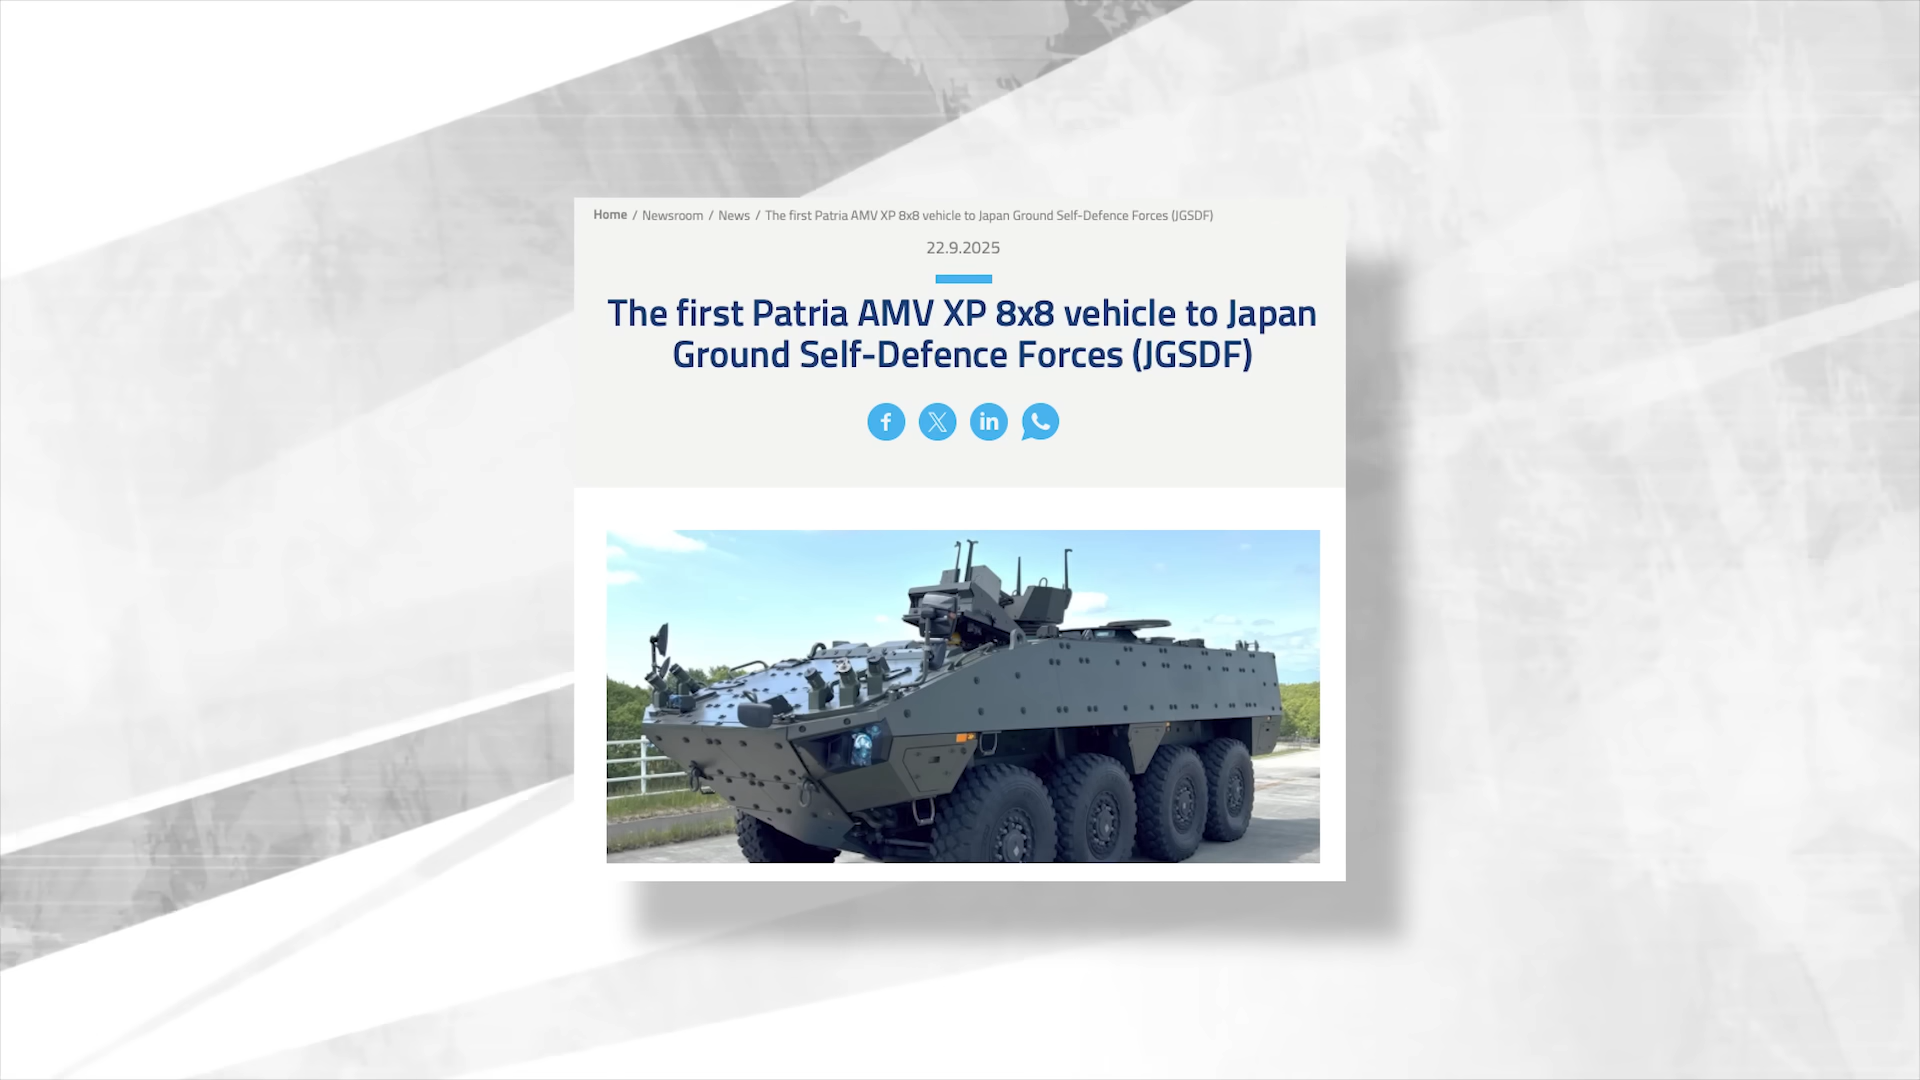 Home / Newsroom / News / The first Patria AMV XP 8x8 vehicle to Japan Ground Self-Defence Forces (JGSDF)
22.9.2025
The first Patria AMV XP 8x8 vehicle to Japan
Ground Self-Defence Forces (JGSDF)